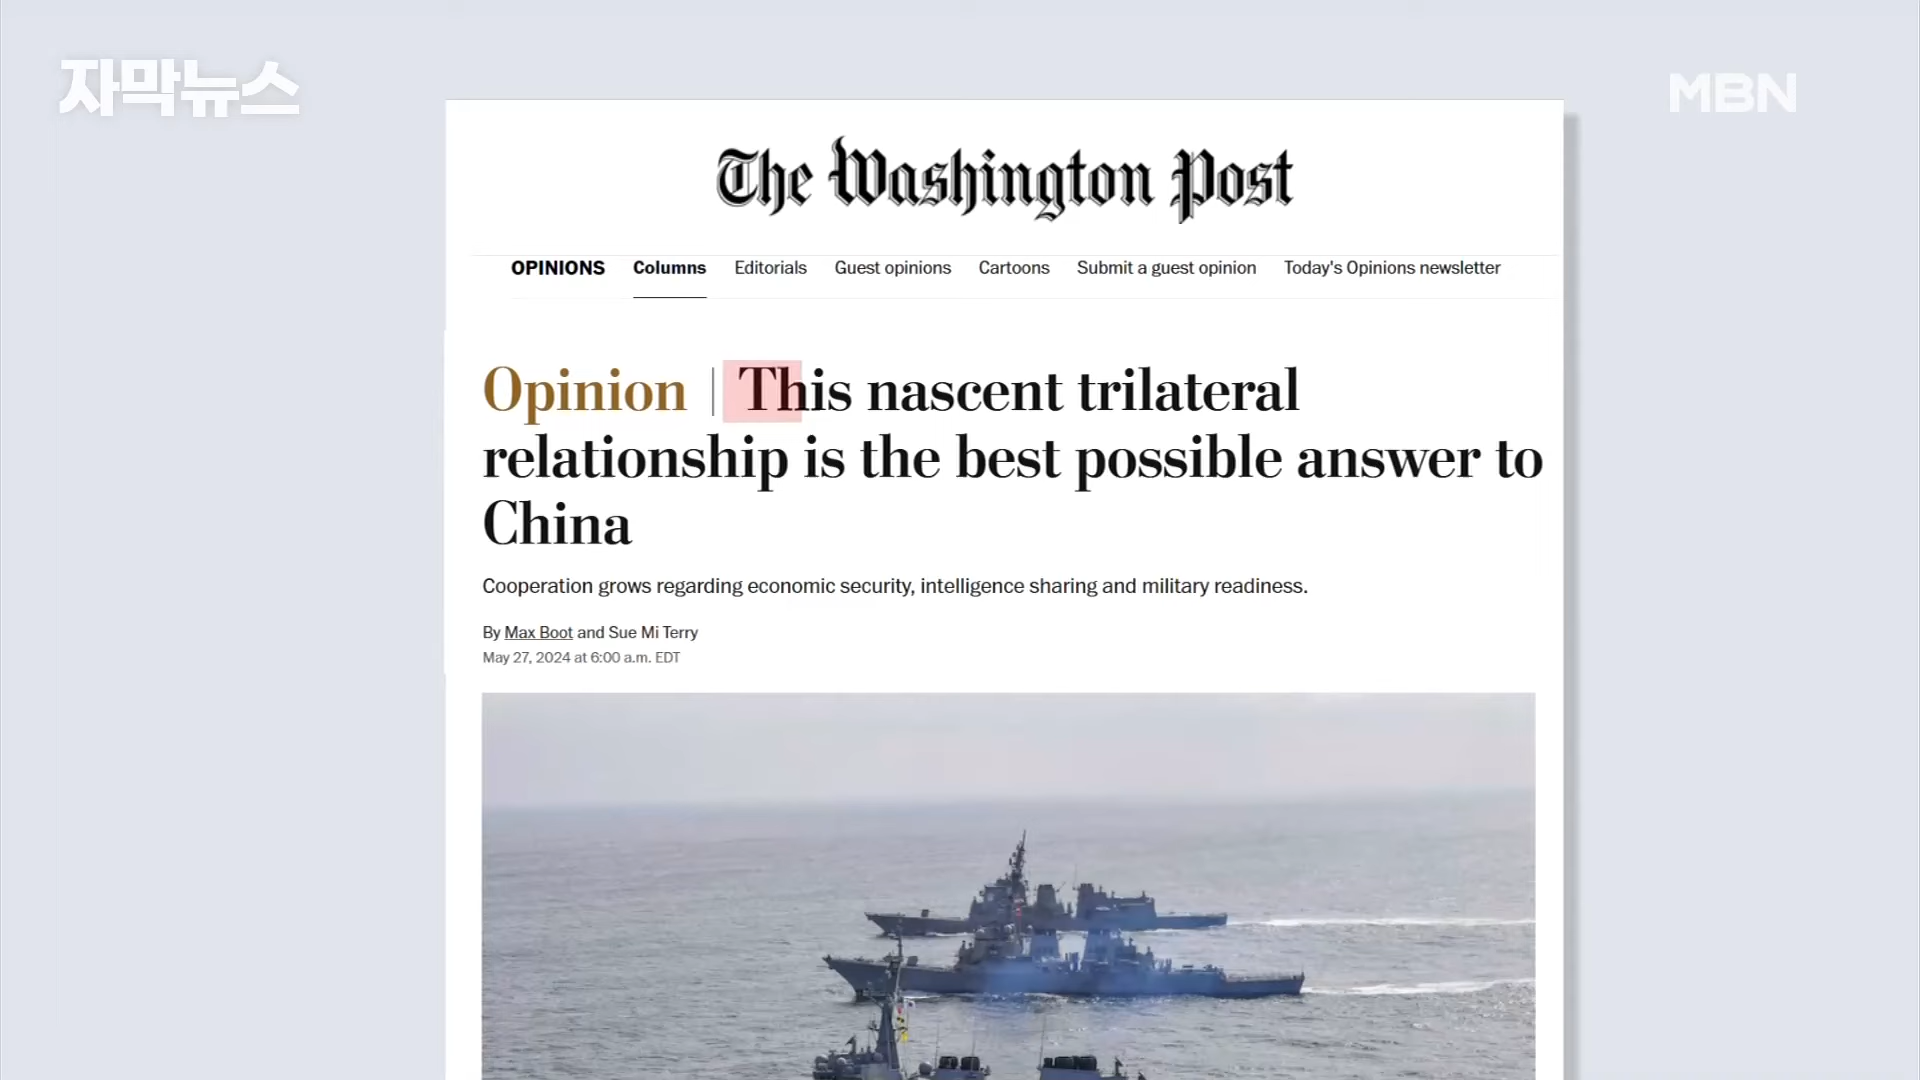 자막뉴스
MBN
The Washington Post
OPINIONS Columns Editorials Guest opinions Cartoons Submit a guest opinion Today's Opinions newsletter
Opinion | This nascent trilateral
relationship is the best possible answer to
China
Cooperation grows regarding economic security, intelligence sharing and military readiness.
By Max Boot and Sue Mi Terry
May 27, 2024 at 6:00 a.m. EDT